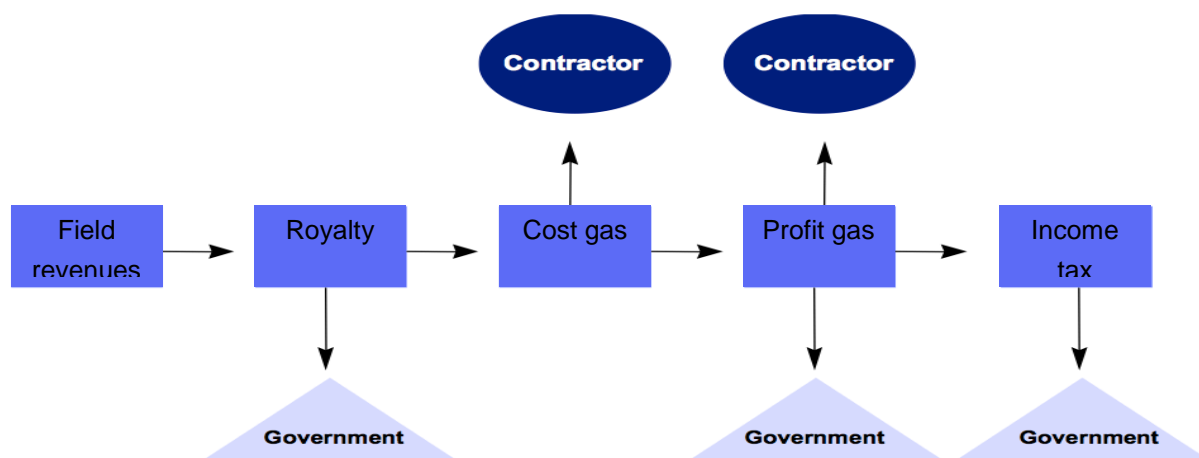 Contractor
Contractor
Field
revenues
Royalty
Cost gas
Profit gas
Income
tax
Government
Government
Government